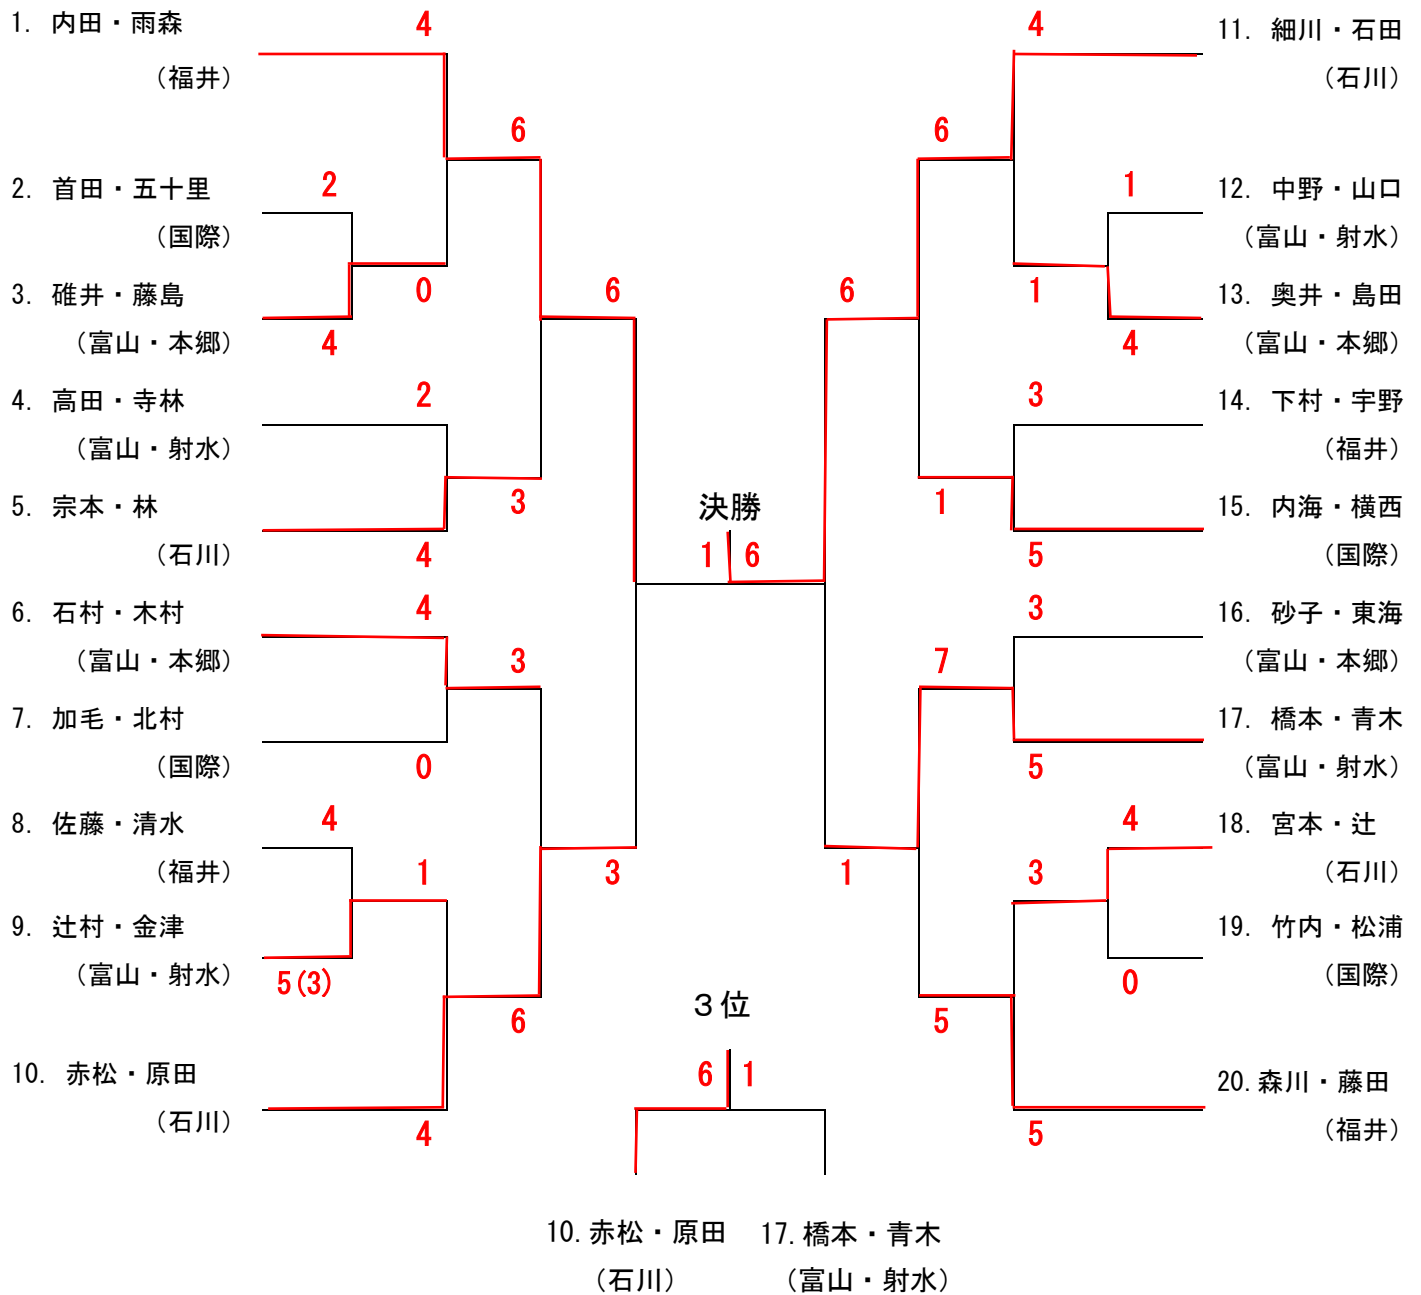 1. 内田・雨森
4
(福井)
6
2. 首田・五十里
2
(国際)
0
3. 碓井・藤島
(富山・本郷)
4
6
4. 高田・寺林
2
(富山・射水)
3
5. 宗本・林
(石川)
4
6. 石村・木村
4
(富山・本郷)
3
7. 加毛・北村
(国際)
0
8. 佐藤・清水
4
(福井)
1
3
9. 辻村・金津
(富山・射水)
5(3)
6
10. 赤松・原田
(石川)
4
決勝
1 6
3位
6 1
10. 赤松・原田 17. 橋本・青木
(石川) (富山・射水)
4
11. 細川・石田
(石川)
6
1
12. 中野・山口
(富山・射水)
1
13. 奥井・島田
4
(富山・本郷)
6
3
14. 下村・宇野
(福井)
1
15. 内海・横西
5
(国際)
3
16. 砂子・東海
(富山・本郷)
7
17. 橋本・青木
5
(富山・射水)
4
18. 宮本・辻
(石川)
1
3
19. 竹内・松浦
(国際)
0
5
20. 森川・藤田
5
(福井)